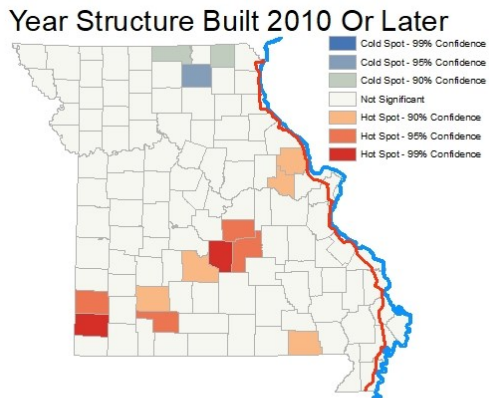 Year Structure Built 2010 Or Later
Cold Spot - 99% Confidence
Cold Spot - 95% Confidence
Cold Spot - 90% Confidence
Not Significant
Hot Spot - 90% Confidence
Hot Spot - 95% Confidence
Hot Spot - 99% Confidence